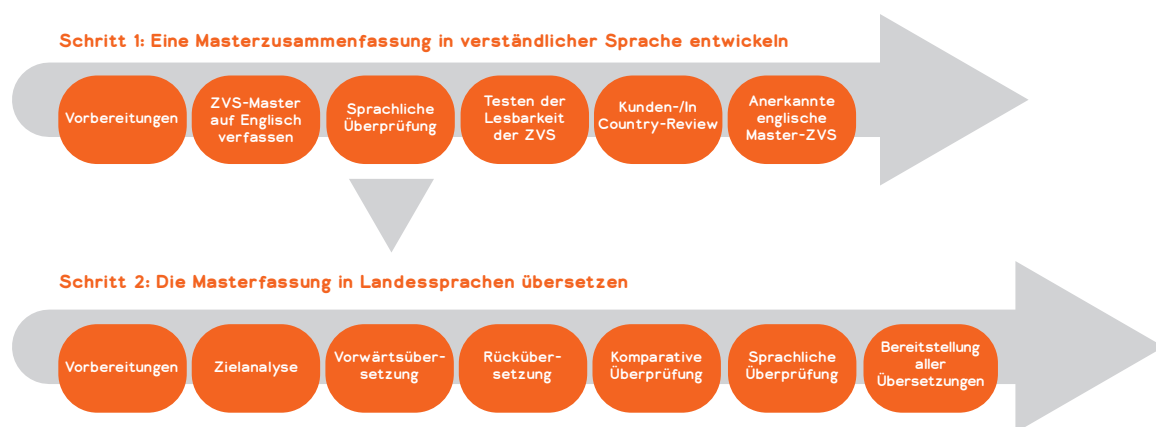 Schritt 1: Eine Masterzusammenfassung in verständlicher Sprache entwickeln
Vorbereitungen
ZVS-Master
auf Englisch
verfassen
Sprachliche
Überprüfung
Testen der
Lesbarkeit
der ZVS
Kunden-/In
Country-Review
Anerkannte
englische
Master-ZVS
Schritt 2: Die Masterfassung in Landessprachen übersetzen
Vorbereitungen
Zielanalyse
Vorwärtsüber-
setzung
Rücküber-
setzung
Komparative
Überprüfung
Sprachliche
Überprüfung
Bereitstellung
aller
Übersetzungen